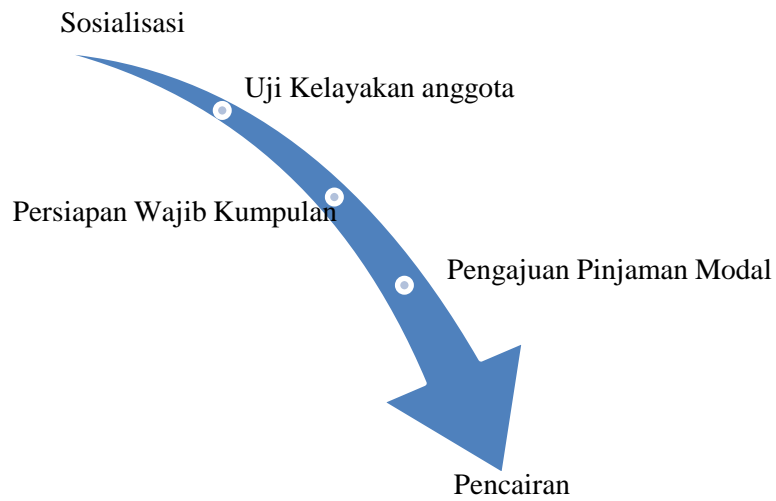 Sosialisasi
Uji Kelayakan anggota
Persiapan Wajib Kumpulan
Pengajuan Pinjaman Modal
Pencairan